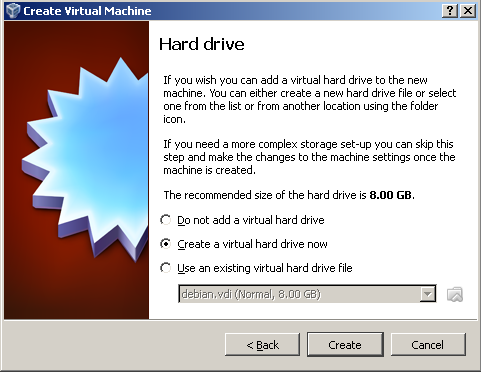 Create Virtual Machine
Hard drive
If you wish you can add a virtual hard drive to the new
machine. You can either create a new hard drive file or select
one from the list or from another location using the folder
icon.
If you need a more complex storage set-up you can skip this
step and make the changes to the machine settings once the
machine is created.
The recommended size of the hard drive is 8.00 GB.
Do not add a virtual hard drive
Create a virtual hard drive now
Use an existing virtual hard drive file
debian.vdi (Normal, 8.00 GB)
< Back Create Cancel